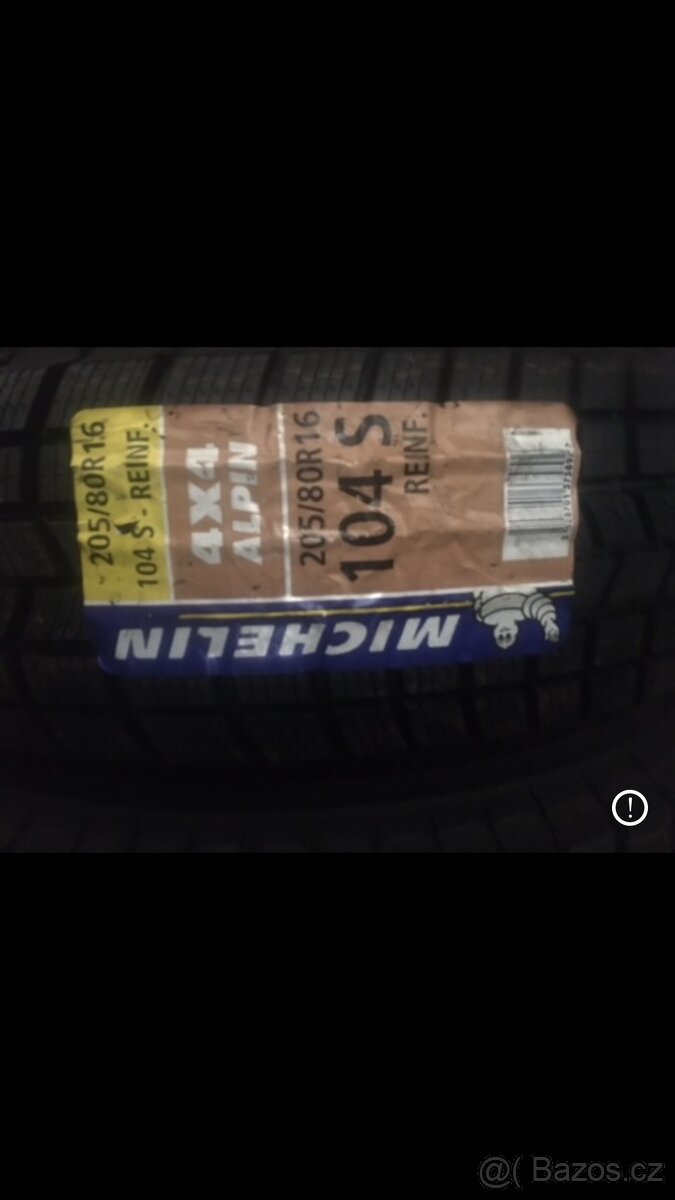 205/80R16
104 S - REINF.
4X4
ALPIN
205/80R16
104 S
REINF.
MICHELIN
@( Bazos.cz